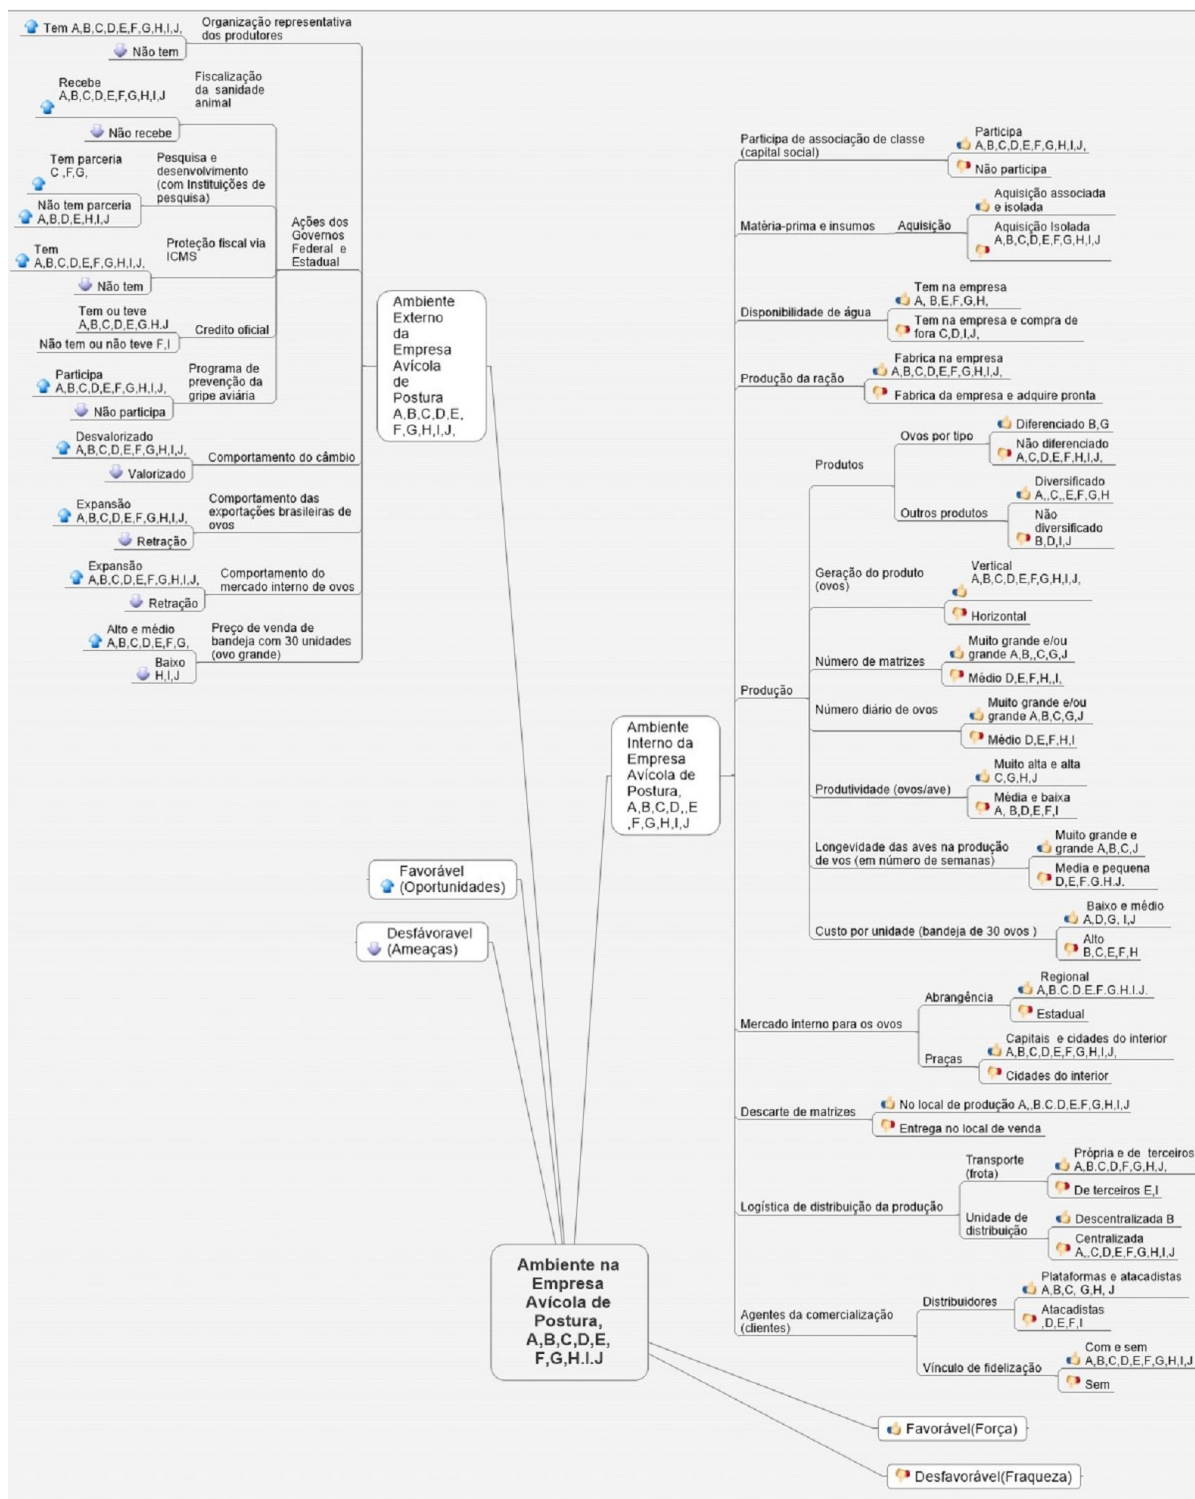 Tem A,B,C,D,E,F,G,H,I,J,
Não tem
Organização representativa
dos produtores
Recebe
A,B,C,D,E,F,G,H,I,J
Não recebe
Fiscalização
da sanidade
animal
Tem parceria
C ,F,G,
Não tem parceria
A,B,D,E,H,I,J
Pesquisa e
desenvolvimento
(com Instituições de
pesquisa)
Tem
A,B,C,D,E,F,G,H,I,J,
Não tem
Proteção fiscal via
ICMS
Tem ou teve
A,B,C,D,E,G.H.J
Não tem ou não teve F,I
Credito oficial
Participa
A,B,C,D,E,F,G,H,I,J,
Não participa
Programa de
prevenção da
gripe aviária
Ações dos
Governos
Federal e
Estadual
Desvalorizado
A,B,C,D,E,F,G,H,I,J,
Valorizado
Comportamento do câmbio
Expansão
A,B,C,D,E,F,G,H,I,J,
Retração
Comportamento das
exportações brasileiras de
ovos
Expansão
A,B,C,D,E,F,G,H,I,J,
Retração
Comportamento do
mercado interno de ovos
Alto e médio
A,B,C,D,E,F,G,
Baixo
H,I,J
Preço de venda de
bandeja com 30 unidades
(ovo grande)
Ambiente
Externo
da
Empresa
Avícola
de
Postura
A,B,C,D,E,
F,G,H,I,J,
Participa de associação de classe
(capital social)
Participa
A,B,C,D,E,F,G,H,I,J,
Não participa
Matéria-prima e insumos
Aquisição
Aquisição associada
e isolada
Aquisição Isolada
A,B,C,D,E,F,G,H,I,J
Disponibilidade de água
Tem na empresa
A, B,E,F,G,H,
Tem na empresa e compra de
fora C,D,I,J,
Produção da ração
Fabrica na empresa
A,B,C,D,E,F,G,H,I,J,
Fabrica da empresa e adquire pronta
Produção
Produtos
Ovos por tipo
Diferenciado B,G
Não diferenciado
A,C,D,E,F,H,I,J,
Outros produtos
Diversificado
A,,C,,E,F,G,H
Não
diversificado
B,D,I,J
Geração do produto
(ovos)
Vertical
A,B,C,D,E,F,G,H,I,J,
Horizontal
Número de matrizes
Muito grande e/ou
grande A,B,,C,G,J
Médio D,E,F,H,,I,
Número diário de ovos
Muito grande e/ou
grande A,B,C,G,J
Médio D,E,F,H,I
Produtividade (ovos/ave)
Muito alta e alta
C,G,H,J
Média e baixa
A, B,D,E,F,I
Longevidade das aves na produção
de vos (em número de semanas)
Muito grande e
grande A,B,C,J
Media e pequena
D,E,F.G.H.J.
Custo por unidade (bandeja de 30 ovos )
Baixo e médio
A,D,G, I,J
Alto
B,C,E,F,H
Ambiente
Interno da
Empresa
Avícola de
Postura,
A,B,C,D,,E
,F,G,H,I,J
Mercado interno para os ovos
Abrangência
Regional
A,B.C.D.E.F.G.H.I.J.
Estadual
Praças
Capitais e cidades do interior
A,B,C,D,E,F,G,H,I,J,
Cidades do interior
Descarte de matrizes
No local de produção A,,B.C.D,E.F,G,H,I,J
Entrega no local de venda
Logística de distribuição da produção
Transporte
(frota)
Própria e de terceiros
A,B.C,D,F,G,H,J,
De terceiros E,I
Unidade de
distribuição
Descentralizada B
Centralizada
A,,C,D,E,F,G,H,I,J
Agentes da comercialização
(clientes)
Distribuidores
Plataformas e atacadistas
A,B,C, G,H, J
Atacadistas
,D,E,F,I
Vínculo de fidelização
Com e sem
A,B,C,D,E,F,G,H,I,J
Sem
Favorável
(Oportunidades)
Desfávoravel
(Ameaças)
Ambiente na
Empresa
Avícola de
Postura,
A,B,C,D,E,
F,G,H.I.J
Favorável(Força)
Desfavorável(Fraqueza)